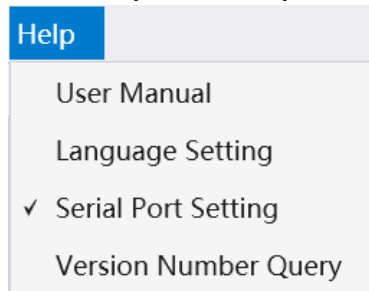 Help
User Manual
Language Setting
✓ Serial Port Setting
Version Number Query